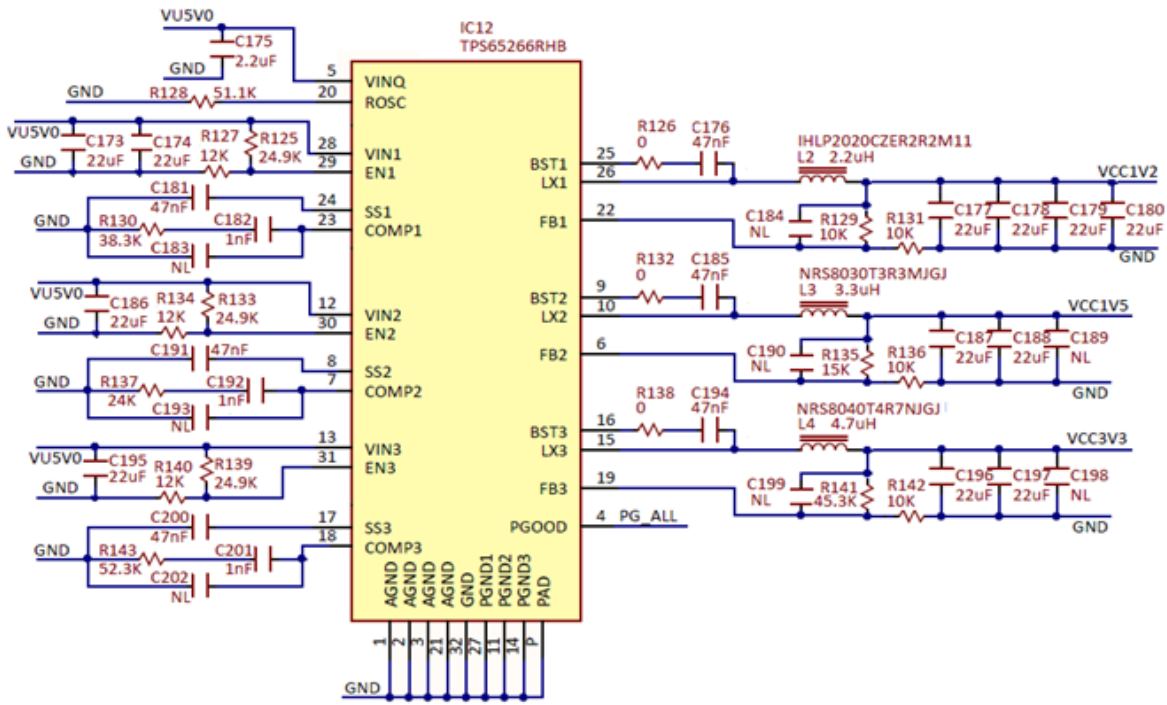 VU5V0
C175
2.2uF
GND
GND
R128 51.1K
VU5V0
C173
22uF
C174
22uF
R127
12K
R125
24.9K
GND
C181
47nF
GND
R130
38.3K
C182
1nF
C183
NL
VU5V0
C186
22uF
R134
12K
R133
24.9K
GND
C191 47nF
GND
R137
24K
C192
1nF
C193
NL
VU5V0
C195
22uF
R140
12K
R139
24.9K
GND
C200
47nF
GND
R143
52.3K
C201
1nF
C202
NL
IC12
TPS65266RHB
5 VINQ
20 ROSC
28 VIN1
29 EN1
24 SS1
23 COMP1
12 VIN2
30 EN2
8 SS2
7 COMP2
13 VIN3
31 EN3
17 SS3
18 COMP3
BST1 25
LX1 26
FB1 22
BST2 9
LX2 10
FB2 6
BST3 16
LX3 15
FB3 19
PGOOD 4 PG_ALL
AGND 1
AGND 2
AGND 3
AGND 21
GND 32
PGND1 27
PGND2 11
PGND3 14
PAD P
GND
R126
0
C176
47nF
IHLP2020CZER2R2M11
L2 2.2uH
VCC1V2
C184
NL
R129
10K
R131
10K
C177
22uF
C178
22uF
C179
22uF
C180
22uF
GND
R132
0
C185
47nF
NRS8030T3R3MJGJ
L3 3.3uH
VCC1V5
C190
NL
R135
15K
R136
10K
C187
22uF
C188
22uF
C189
NL
GND
R138
0
C194
47nF
NRS8040T4R7NJGJ
L4 4.7uH
VCC3V3
C199
NL
R141
45.3K
R142
10K
C196
22uF
C197
22uF
C198
NL
GND